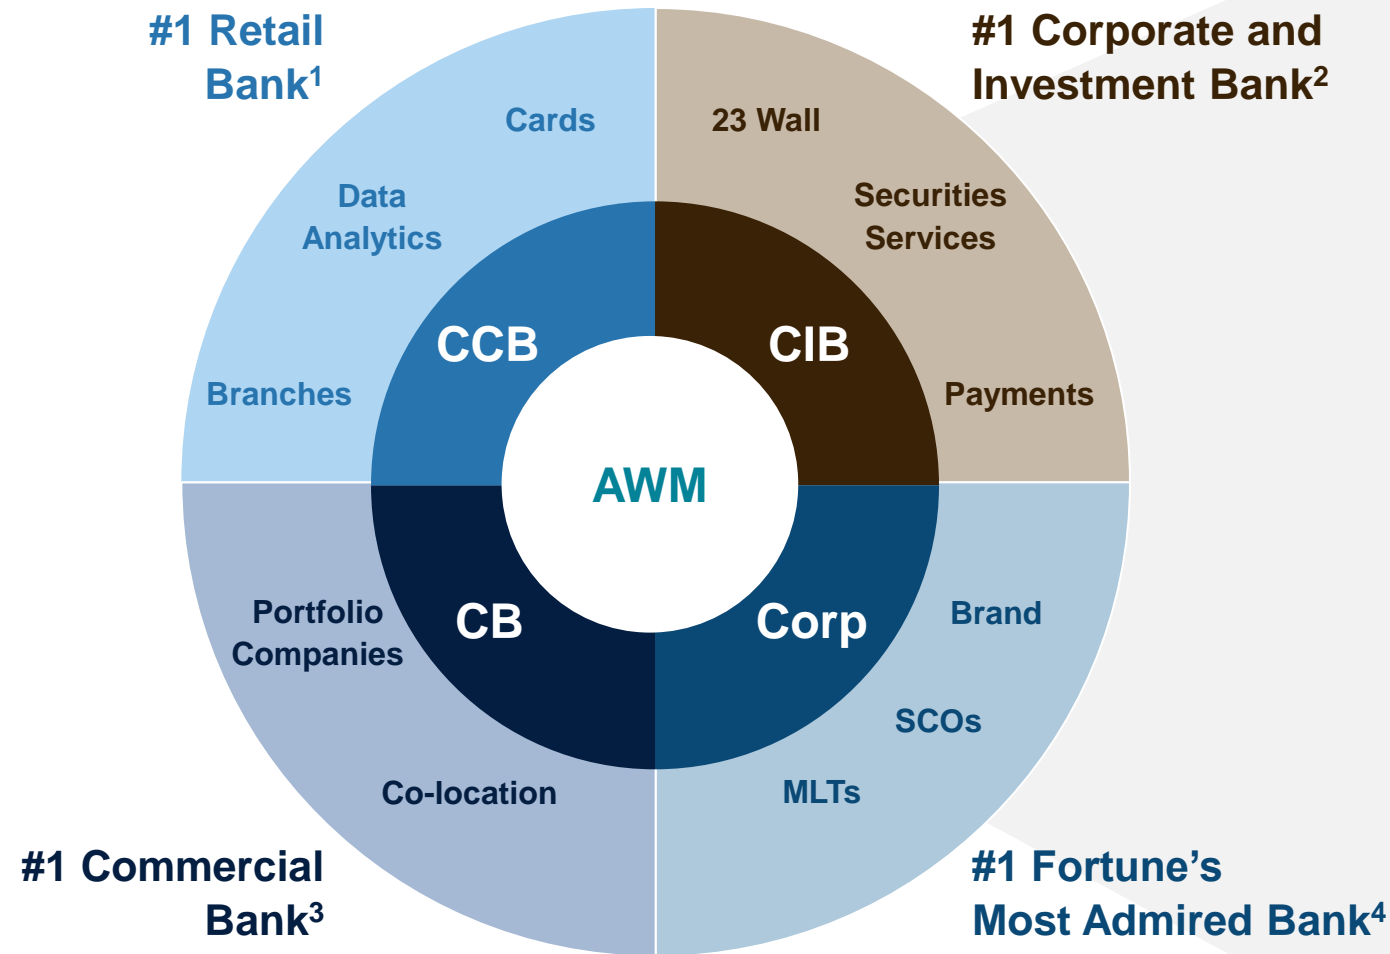 #1 Retail
Bank¹
#1 Corporate and
Investment Bank²
Cards
23 Wall
Data
Analytics
Securities
Services
CCB
CIB
Branches
Payments
AWM
Portfolio
Companies
CB
Corp
Brand
SCOs
Co-location
MLTs
#1 Commercial
Bank³
#1 Fortune’s
Most Admired Bank⁴